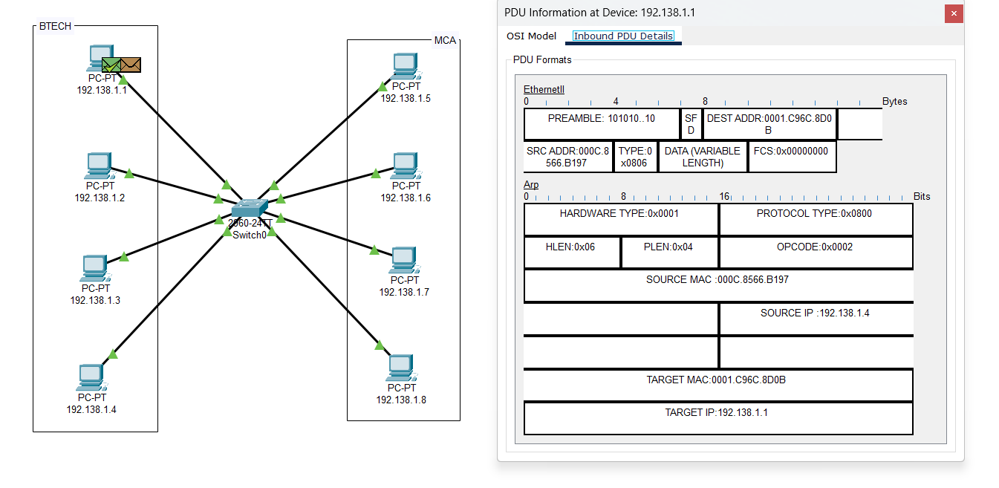 BTECH
PC-PT
192.138.1.1
PC-PT
192.138.1.2
PC-PT
192.138.1.3
PC-PT
192.138.1.4
2960-24TT
Switch0
MCA
PC-PT
192.138.1.5
PC-PT
192.138.1.6
PC-PT
192.138.1.7
PC-PT
192.138.1.8
PDU Information at Device: 192.138.1.1
OSI Model Inbound PDU Details
PDU Formats
EthernetII
0 4 8 Bytes
PREAMBLE: 101010..10 SF DEST ADDR:0001.C96C.8D0
D B
SRC ADDR:000C.8 TYPE:0 DATA (VARIABLE FCS:0x00000000
566.B197 x0806 LENGTH)
Arp
0 8 16 Bits
HARDWARE TYPE:0x0001 PROTOCOL TYPE:0x0800
HLEN:0x06 PLEN:0x04 OPCODE:0x0002
SOURCE MAC :000C.8566.B197
SOURCE IP :192.138.1.4
TARGET MAC:0001.C96C.8D0B
TARGET IP:192.138.1.1